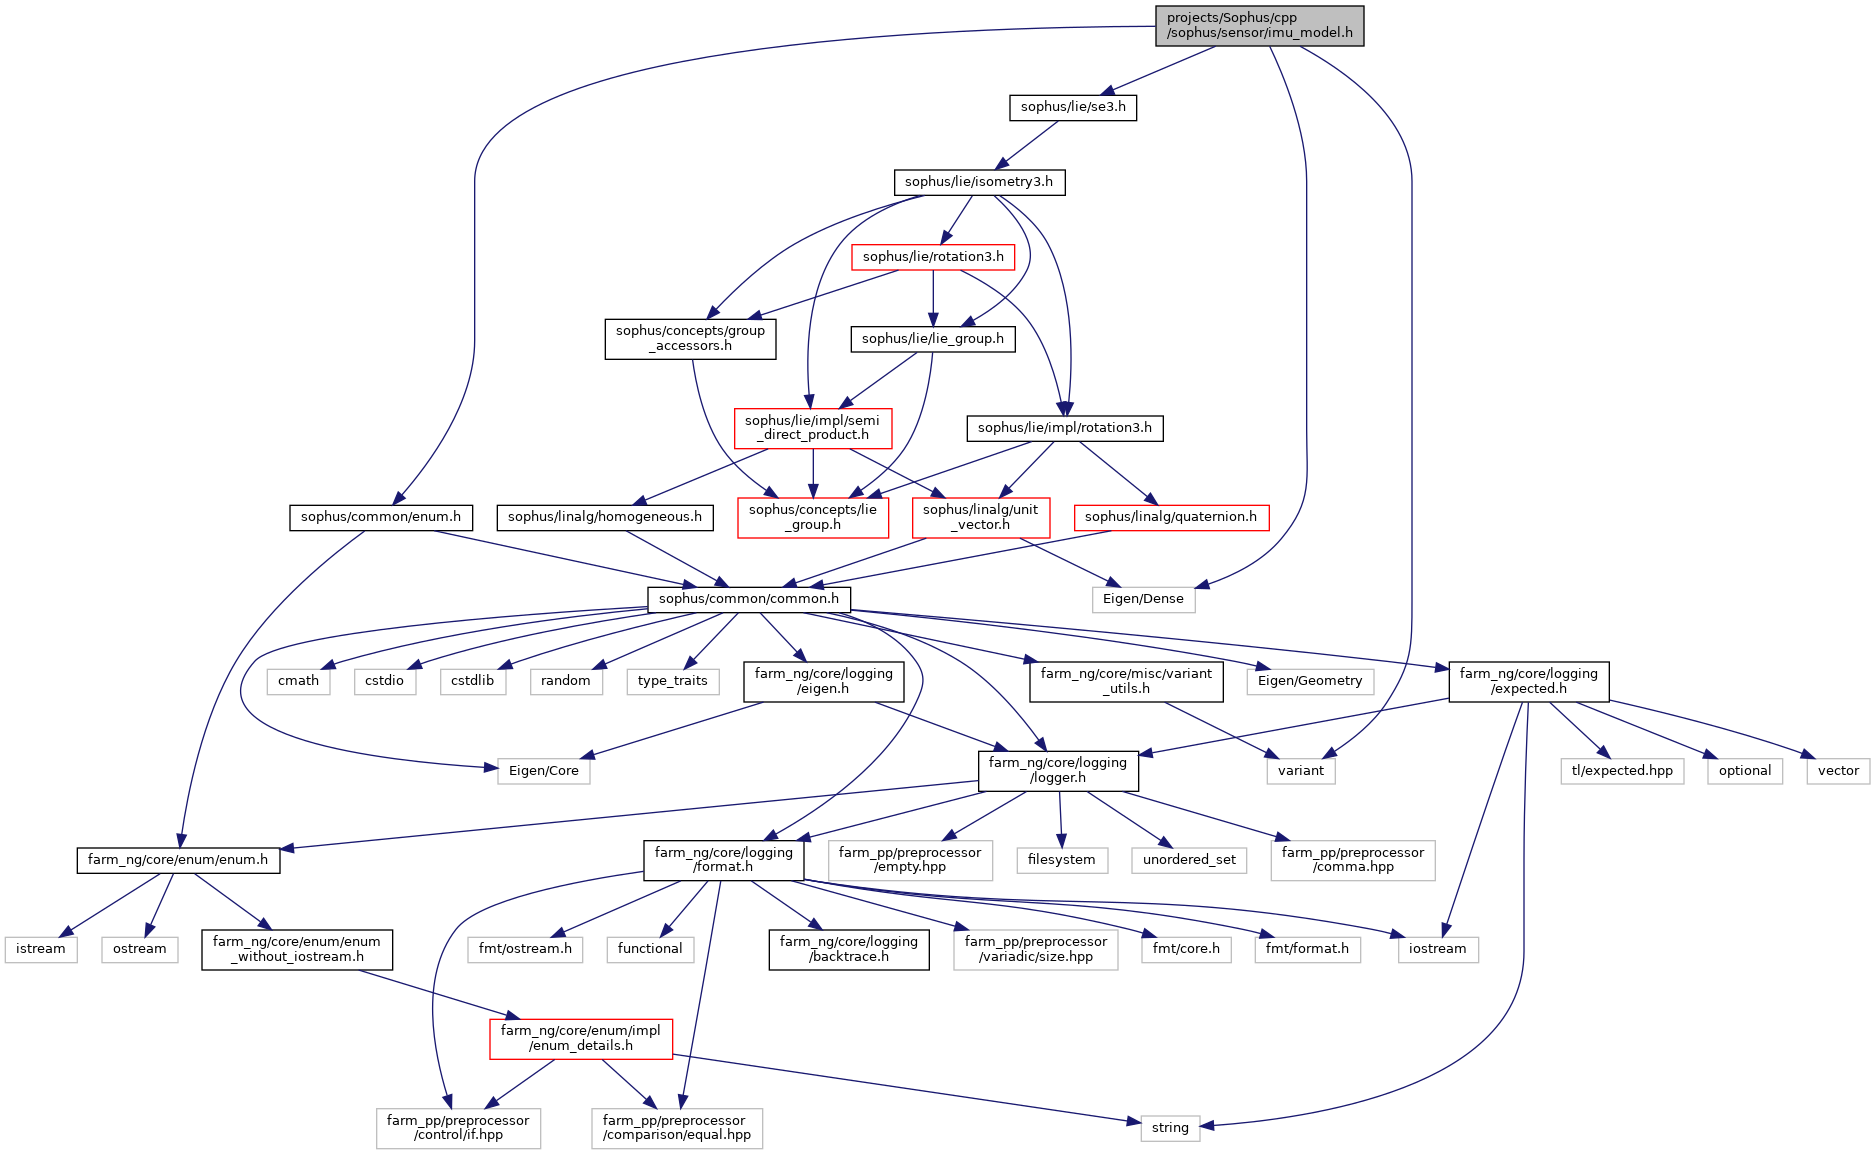 projects/Sophus/cpp
/sophus/sensor/imu_model.h
sophus/lie/se3.h
sophus/lie/isometry3.h
sophus/lie/rotation3.h
sophus/concepts/group
_accessors.h
sophus/lie/lie_group.h
sophus/lie/impl/semi
_direct_product.h
sophus/lie/impl/rotation3.h
sophus/common/enum.h
sophus/linalg/homogeneous.h
sophus/concepts/lie
_group.h
sophus/linalg/unit
_vector.h
sophus/linalg/quaternion.h
sophus/common/common.h
Eigen/Dense
cmath
cstdio
cstdlib
random
type_traits
farm_ng/core/logging
/eigen.h
farm_ng/core/misc/variant
_utils.h
Eigen/Geometry
farm_ng/core/logging
/expected.h
Eigen/Core
farm_ng/core/logging
/logger.h
variant
tl/expected.hpp
optional
vector
farm_ng/core/enum/enum.h
farm_ng/core/logging
/format.h
farm_pp/preprocessor
/empty.hpp
filesystem
unordered_set
farm_pp/preprocessor
/comma.hpp
istream
ostream
farm_ng/core/enum/enum
_without_iostream.h
fmt/ostream.h
functional
farm_ng/core/logging
/backtrace.h
farm_pp/preprocessor
/variadic/size.hpp
fmt/core.h
fmt/format.h
iostream
farm_ng/core/enum/impl
/enum_details.h
farm_pp/preprocessor
/control/if.hpp
farm_pp/preprocessor
/comparison/equal.hpp
string